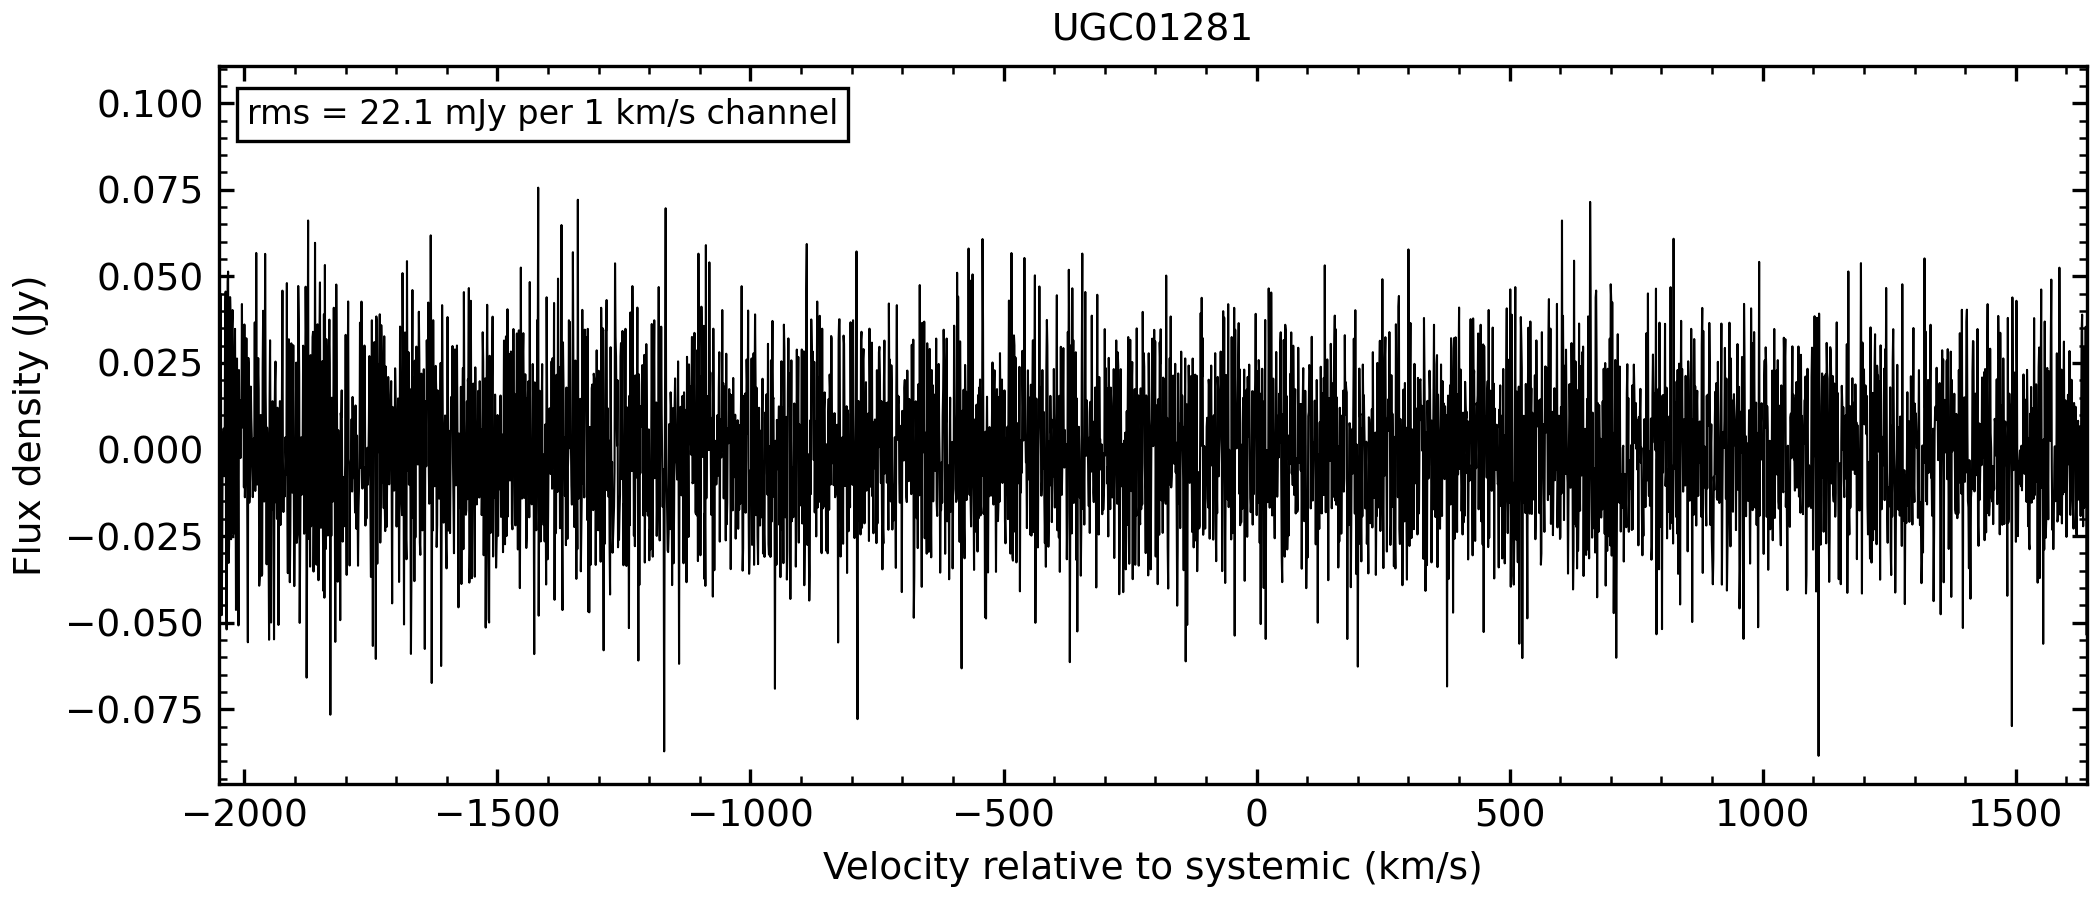 UGC01281
rms = 22.1 mJy per 1 km/s channel
0.100
0.075
0.050
0.025
0.000
−0.025
−0.050
−0.075
Flux density (Jy)
−2000 −1500 −1000 −500 0 500 1000 1500
Velocity relative to systemic (km/s)